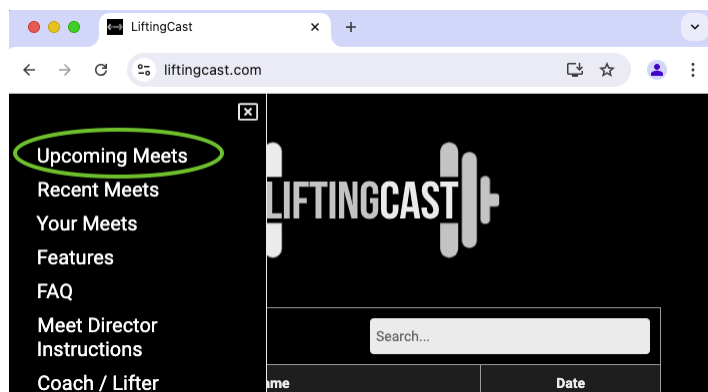 LiftingCast
liftingcast.com
Upcoming Meets
Recent Meets
Your Meets
Features
FAQ
Meet Director
Instructions
Coach / Lifter
LIFTINGCAST
Search...
ame
Date